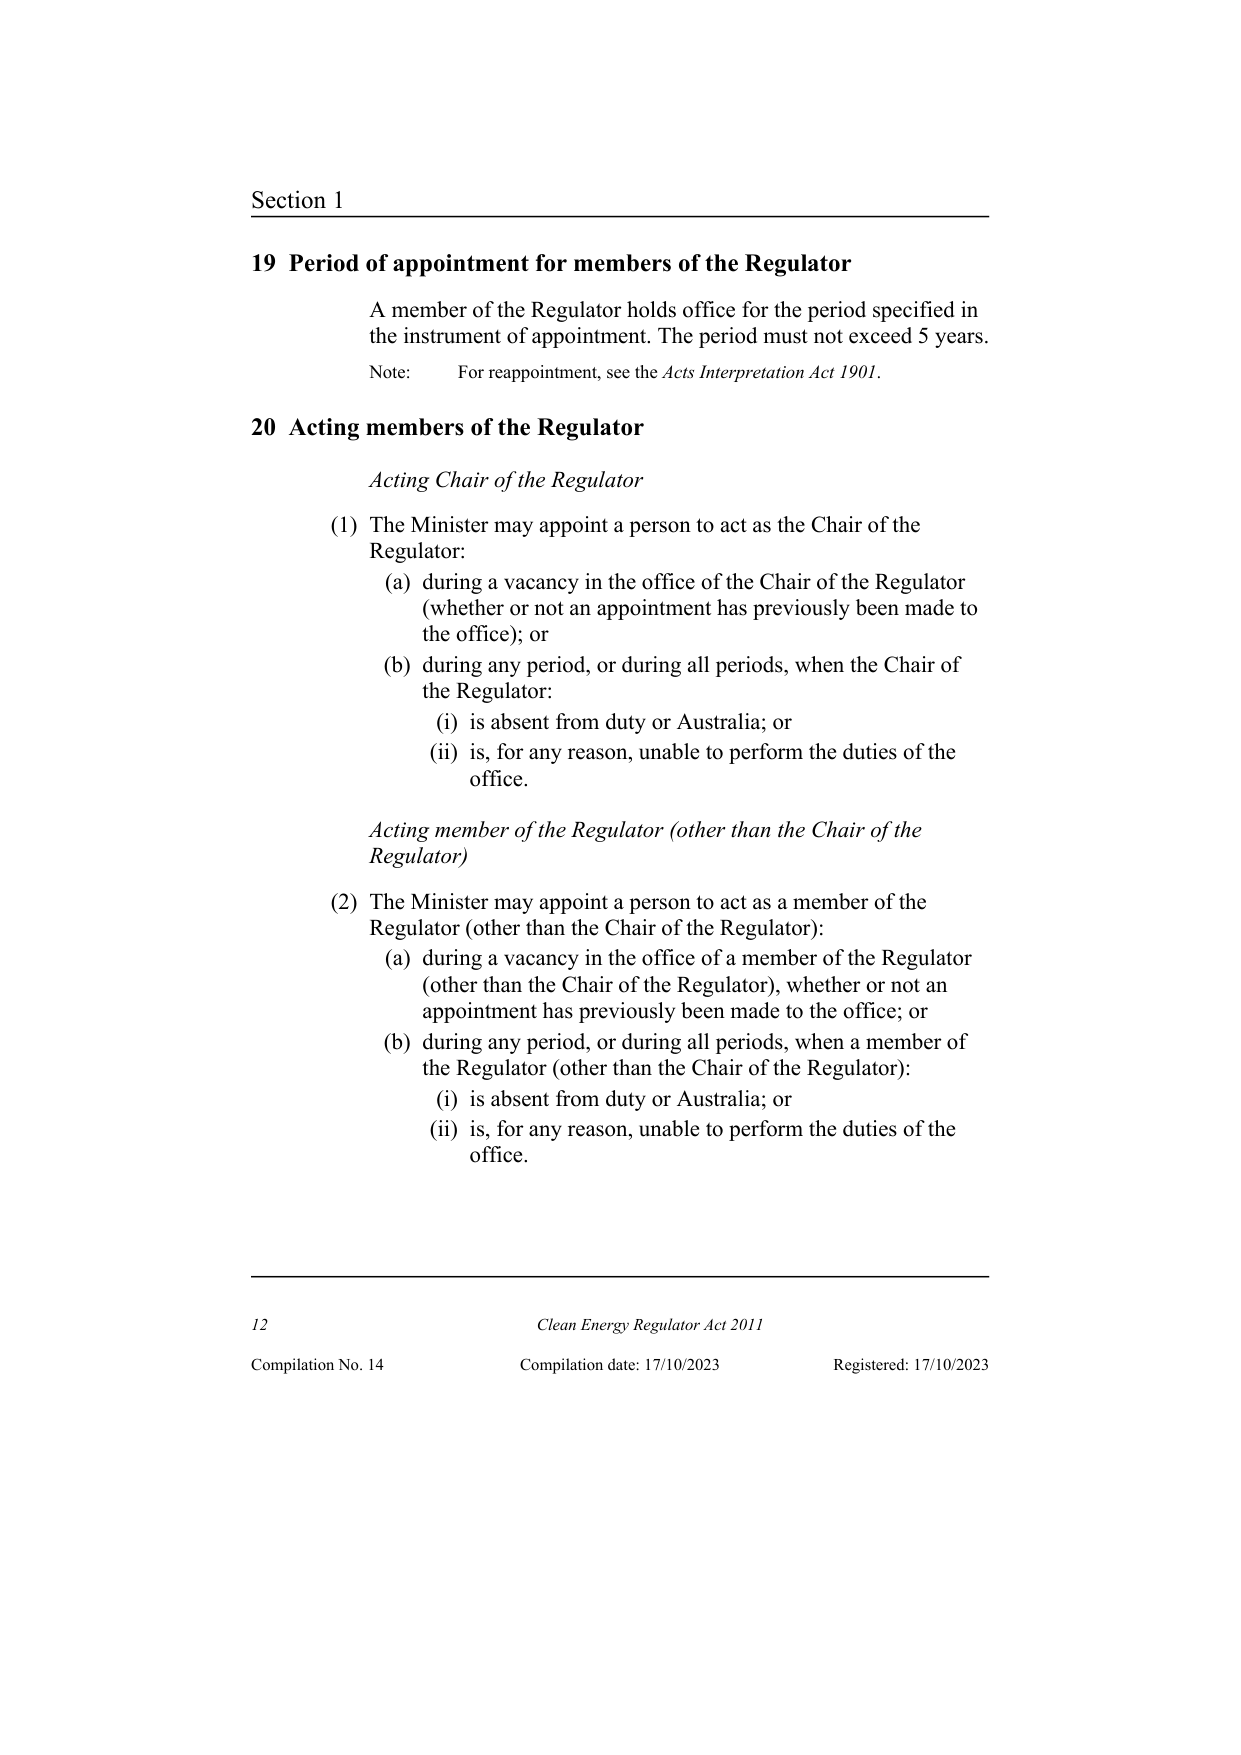 Section 1
19 Period of appointment for members of the Regulator
A member of the Regulator holds office for the period specified in
the instrument of appointment. The period must not exceed 5 years.
Note: For reappointment, see the Acts Interpretation Act 1901.
20 Acting members of the Regulator
Acting Chair of the Regulator
(1) The Minister may appoint a person to act as the Chair of the
Regulator:
(a) during a vacancy in the office of the Chair of the Regulator
(whether or not an appointment has previously been made to
the office); or
(b) during any period, or during all periods, when the Chair of
the Regulator:
(i) is absent from duty or Australia; or
(ii) is, for any reason, unable to perform the duties of the
office.
Acting member of the Regulator (other than the Chair of the
Regulator)
(2) The Minister may appoint a person to act as a member of the
Regulator (other than the Chair of the Regulator):
(a) during a vacancy in the office of a member of the Regulator
(other than the Chair of the Regulator), whether or not an
appointment has previously been made to the office; or
(b) during any period, or during all periods, when a member of
the Regulator (other than the Chair of the Regulator):
(i) is absent from duty or Australia; or
(ii) is, for any reason, unable to perform the duties of the
office.
12 Clean Energy Regulator Act 2011
Compilation No. 14 Compilation date: 17/10/2023 Registered: 17/10/2023